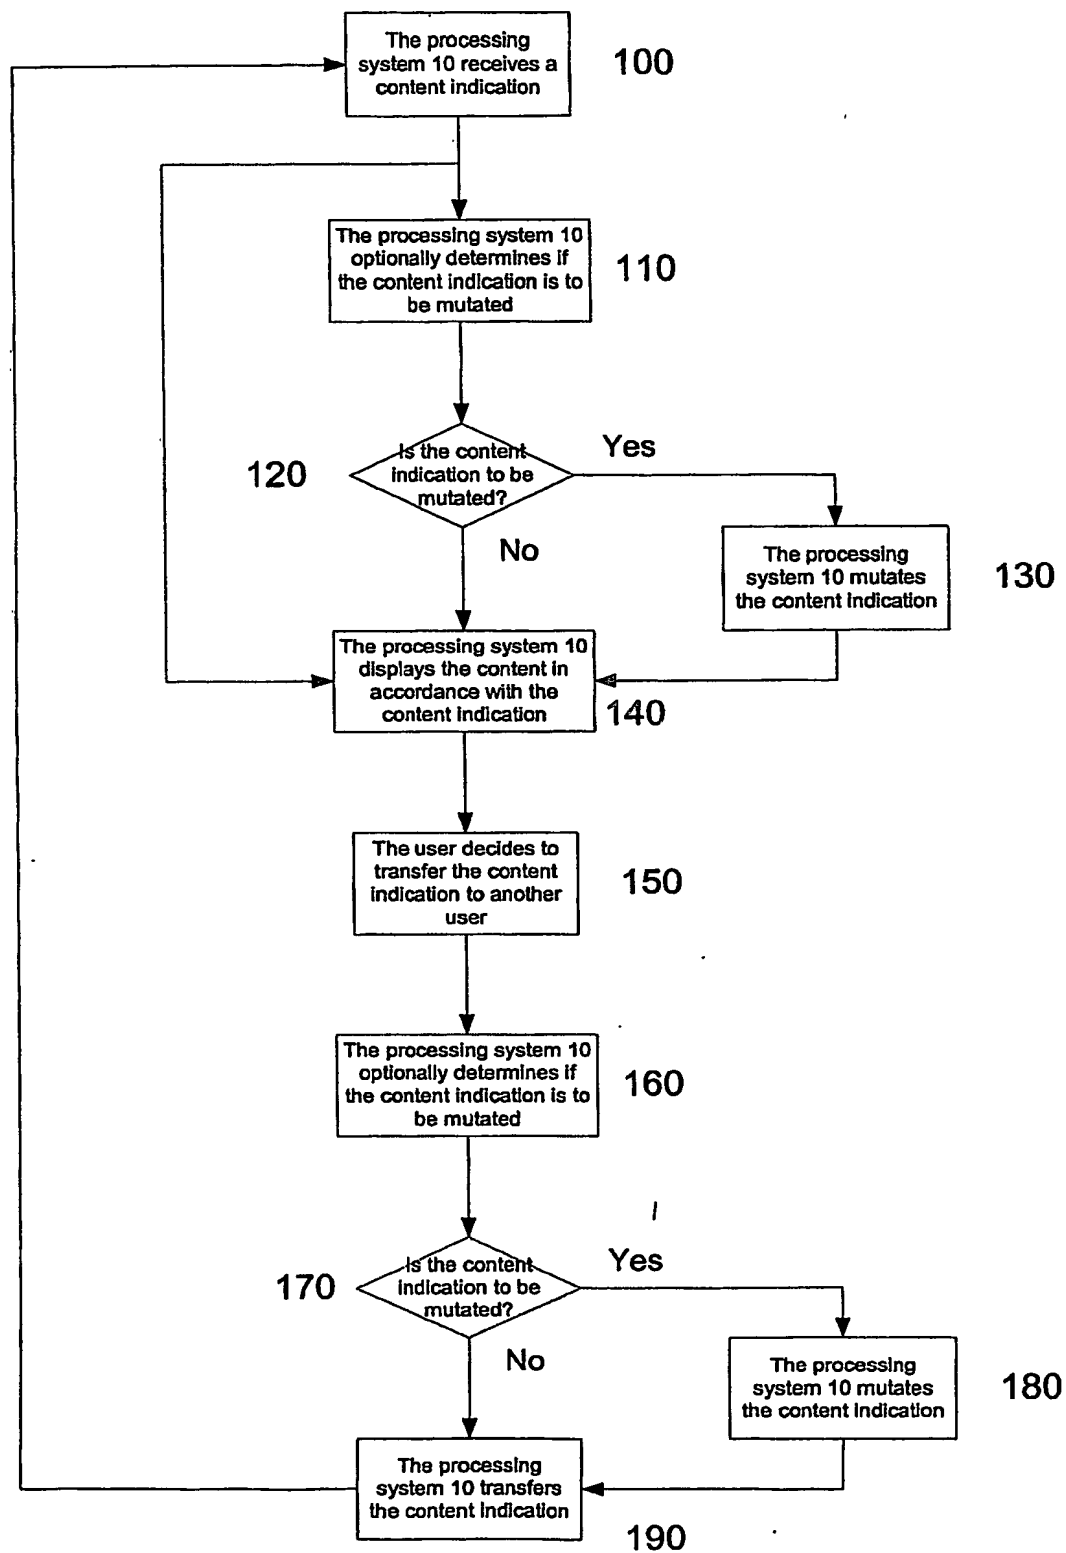 The processing
system 10 receives a
content indication
100
The processing system 10
optionally determines if
the content indication is to
be mutated
110
Is the content
indication to be
mutated?
120
Yes
No
The processing
system 10 mutates
the content indication
130
The processing system 10
displays the content in
accordance with the
content indication
140
The user decides to
transfer the content
indication to another
user
150
The processing system 10
optionally determines if
the content indication is to
be mutated
160
Is the content
indication to be
mutated?
170
Yes
No
The processing
system 10 mutates
the content indication
180
The processing
system 10 transfers
the content indication
190